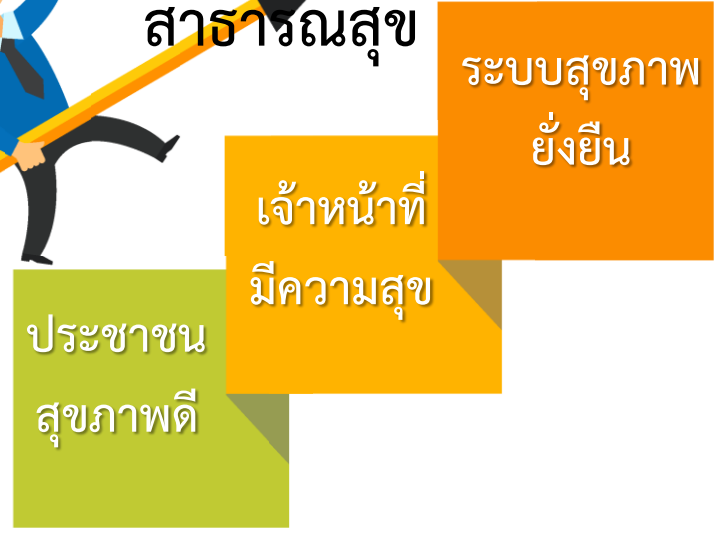 สาธารณสุข
ระบบสุขภาพ
ยั่งยืน
เจ้าหน้าที่
มีความสุข
ประชาชน
สุขภาพดี